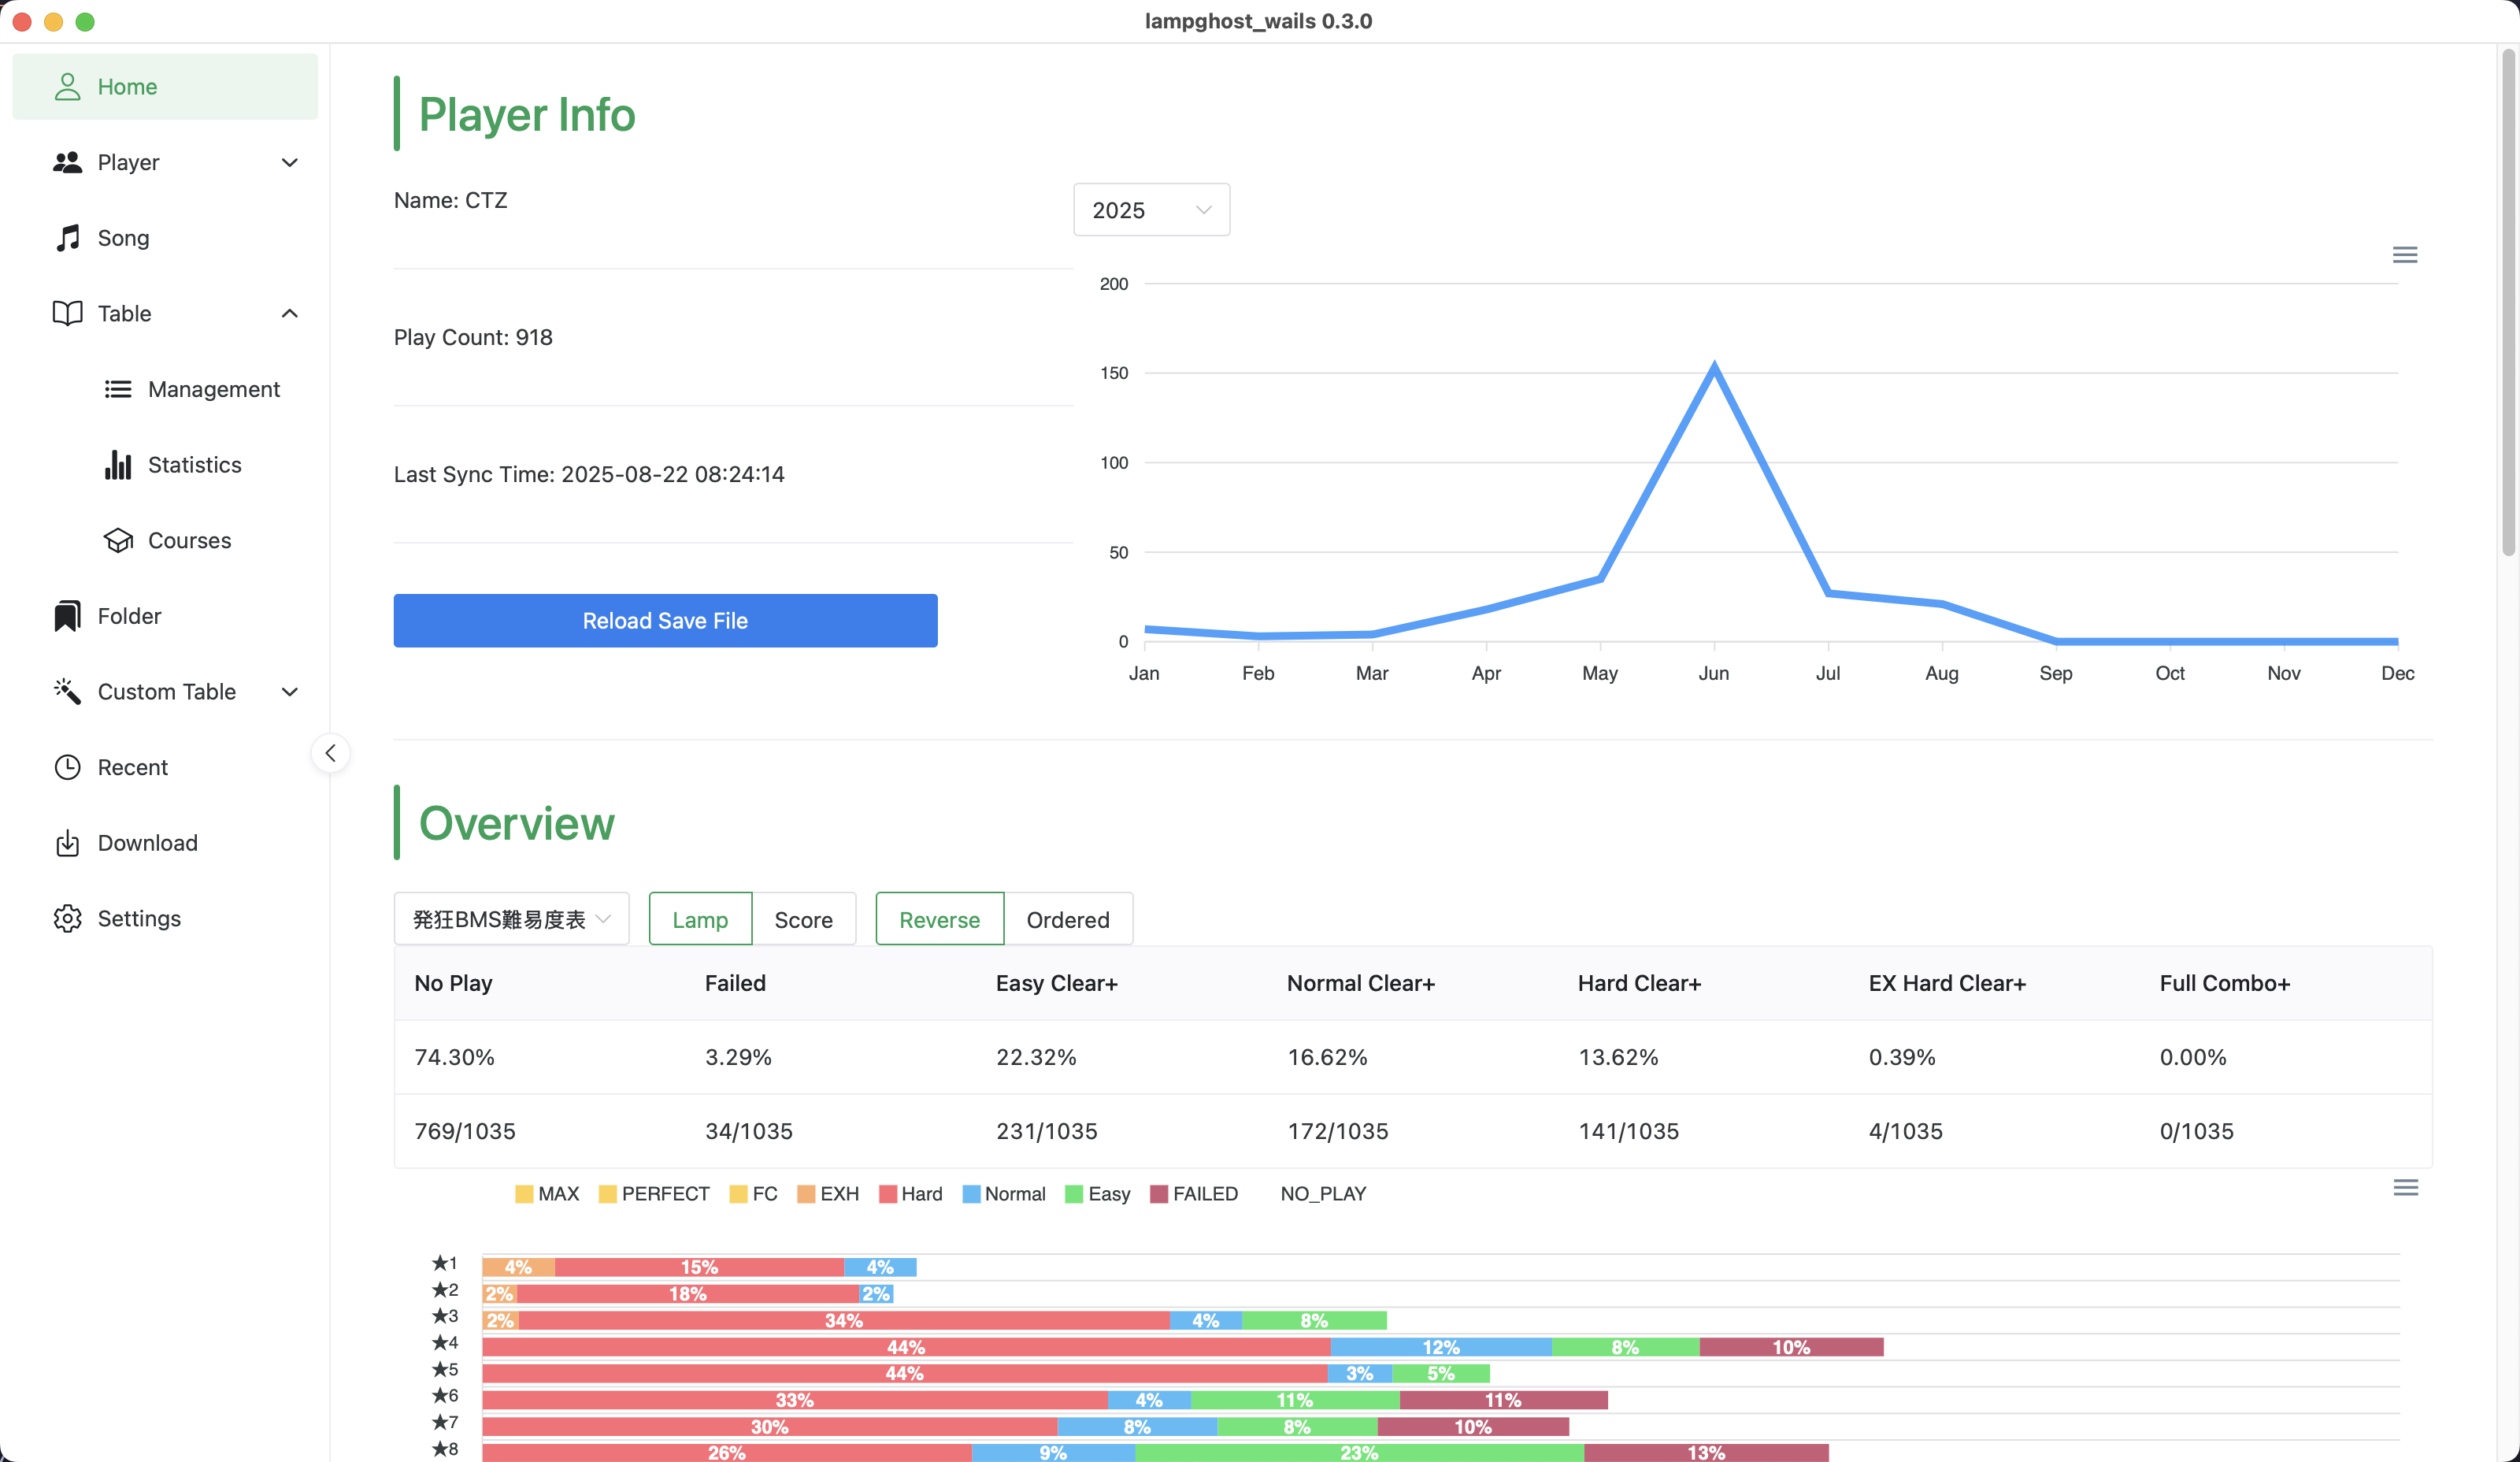 lampghost_wails 0.3.0
Home
Player
Song
Table
Management
Statistics
Courses
Folder
Custom Table
Recent
Download
Settings
Player Info
Name: CTZ
Play Count: 918
Last Sync Time: 2025-08-22 08:24:14
Reload Save File
2025
200
150
100
50
0
Jan Feb Mar Apr May Jun Jul Aug Sep Oct Nov Dec
Overview
発狂BMS難易度表 Lamp Score Reverse Ordered
No Play Failed Easy Clear+ Normal Clear+ Hard Clear+ EX Hard Clear+ Full Combo+
74.30% 3.29% 22.32% 16.62% 13.62% 0.39% 0.00%
769/1035 34/1035 231/1035 172/1035 141/1035 4/1035 0/1035
MAX PERFECT FC EXH Hard Normal Easy FAILED NO_PLAY
★1 4% 15% 4%
★2 2% 18% 2%
★3 2% 34% 4% 8%
★4 44% 12% 8% 10%
★5 44% 3% 5%
★6 33% 4% 11% 11%
★7 30% 8% 8% 10%
★8 26% 9% 23% 13%